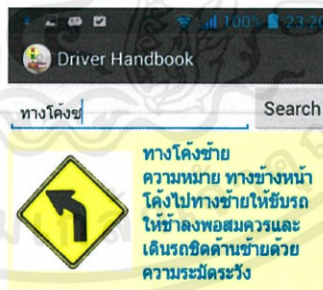 100% 23:20
Driver Handbook
ทางโค้งซ
Search
ทางโค้งซ้าย
ความหมาย ทางข้างหน้า
โค้งไปทางซ้ายให้ขับรถ
ให้ช้าลงพอสมควรและ
เดินรถชิดด้านซ้ายด้วย
ความระมัดระวัง